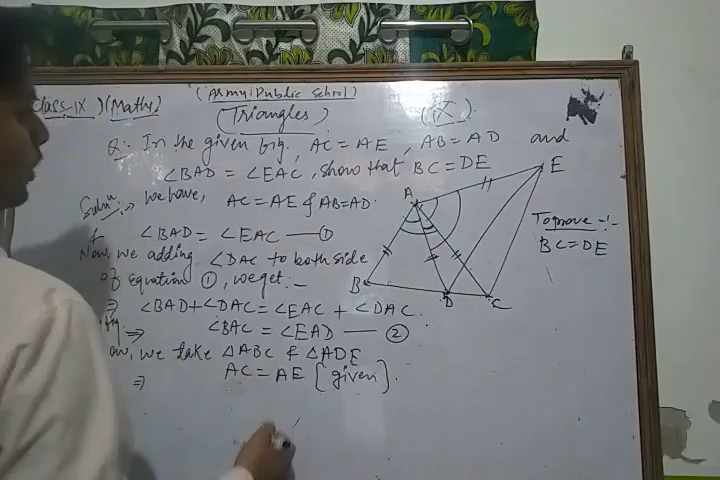 (Army Public School)
Class IX) (Maths)
(Triangles)
(IX).
Q:- In the given fig, AC = AE , AB = AD and
∠BAD = ∠EAC , show that BC = DE
Soln:-> we have, AC = AE & AB = AD.
& ∠BAD = ∠EAC —— ①
Now, we adding ∠DAC to both side
of equation ①, we get:-
⇒ ∠BAD + ∠DAC = ∠EAC + ∠DAC.
⇒ ∠BAC = ∠EAD —— ②
we take △ABC & △ADE
⇒ AC = AE [given].
A
E
B
D
C
To prove -:-
BC = DE